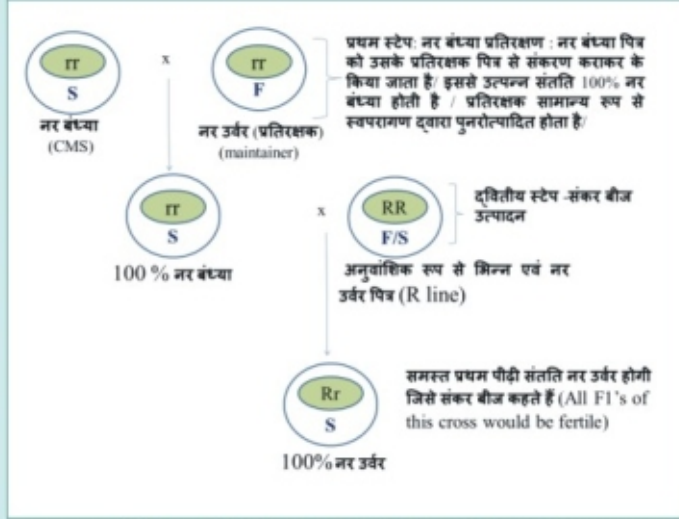 rr
S
नर बंध्या
(CMS)
x
rr
F
नर उर्वर (प्रतिरक्षक)
(maintainer)
प्रथम स्टेप: नर बंध्या प्रतिरक्षण : नर बंध्या पित्र
को उसके प्रतिरक्षक पित्र से संकरण कराकर के
किया जाता है/ इससे उत्पन्न संतति 100% नर
बंध्या होती है / प्रतिरक्षक सामान्य रूप से
स्वपरागण द्वारा पुनरोत्पादित होता है/
rr
S
100 % नर बंध्या
x
RR
F/S
द्वितीय स्टेप -संकर बीज
उत्पादन
अनुवांशिक रूप से भिन्न एवं नर
उर्वर पित्र (R line)
Rr
S
100% नर उर्वर
समस्त प्रथम पीढ़ी संतति नर उर्वर होगी
जिसे संकर बीज कहते हैं (All F1's of
this cross would be fertile)